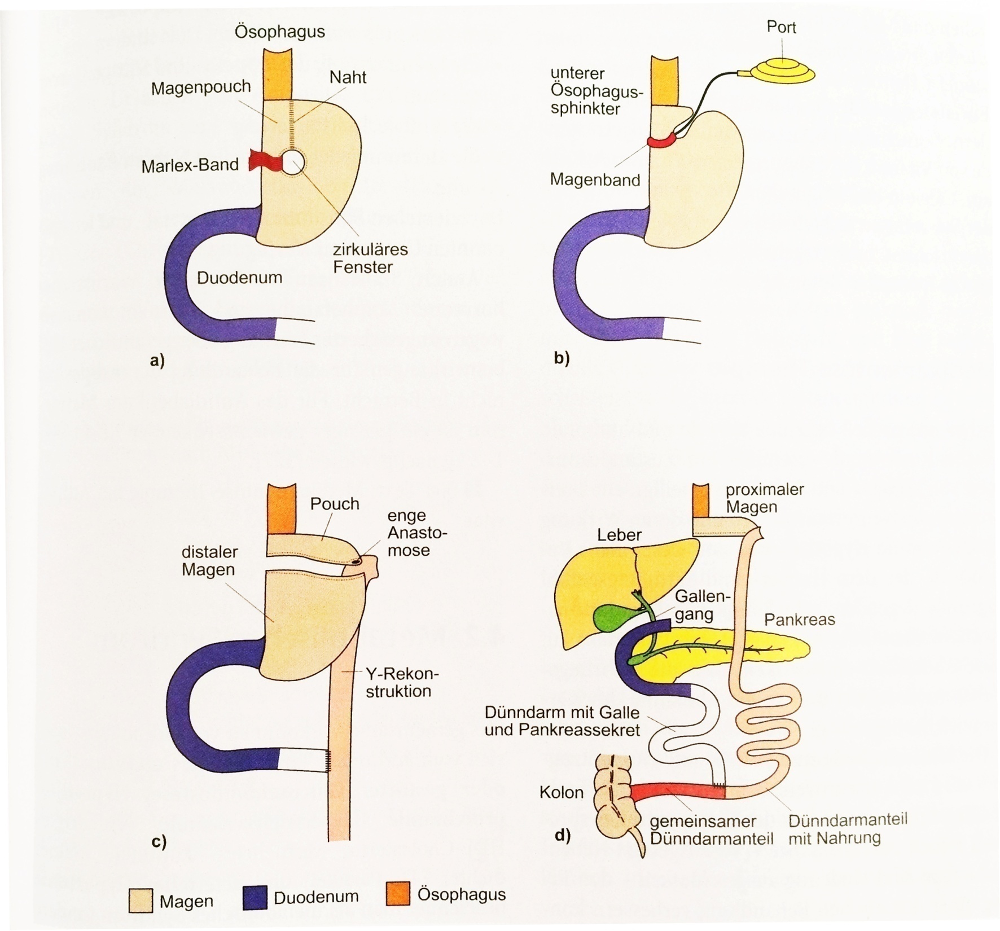 Ösophagus
Naht
Magenpouch
Marlex-Band
zirkuläres
Fenster
Duodenum
a)
Port
unterer
Ösophagus-
sphinkter
Magenband
b)
Pouch
enge
Anasto-
mose
distaler
Magen
Y-Rekon-
struktion
c)
proximaler
Magen
Leber
Gallen-
gang
Pankreas
Dünndarm mit Galle
und Pankreassekret
Kolon
gemeinsamer
Dünndarmanteil
Dünndarmanteil
mit Nahrung
d)
Magen
Duodenum
Ösophagus